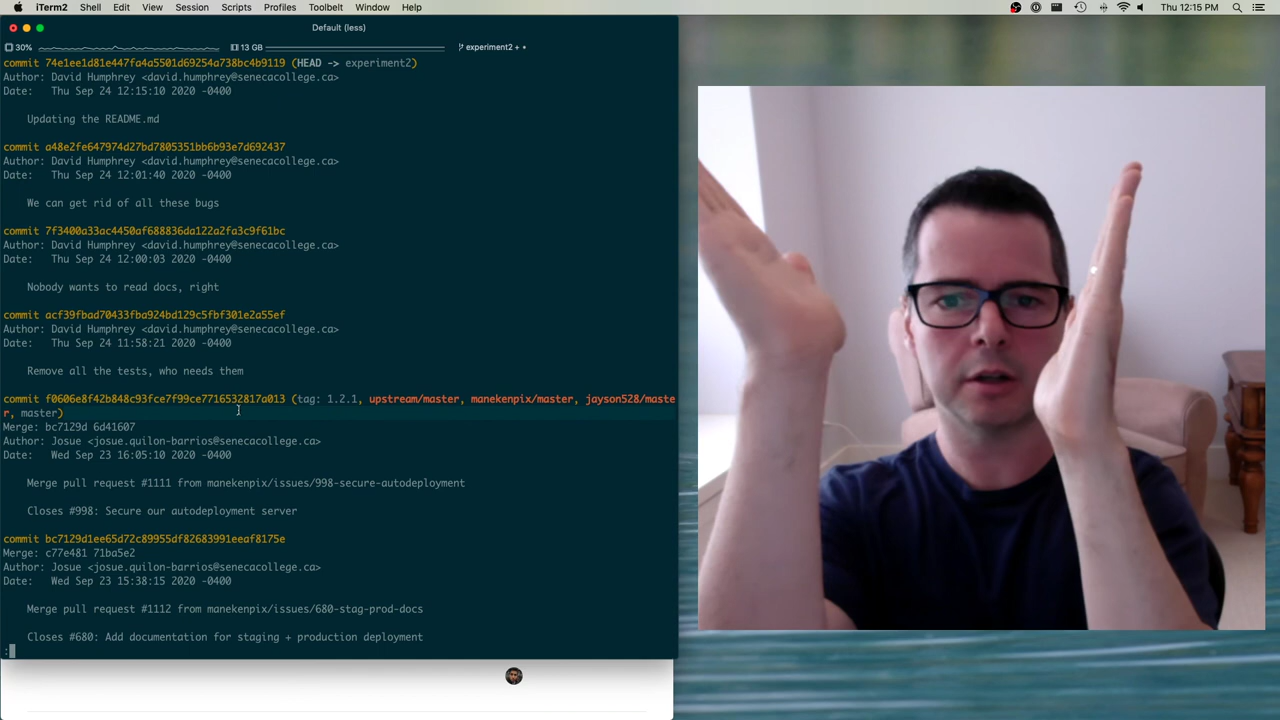 iTerm2 Shell Edit View Session Scripts Profiles Toolbelt Window Help Thu 12:15 PM
Default (less)
30% 13 GB experiment2 + •
commit 74e1ee1d81e447fa4a5501d69254a738bc4b9119 (HEAD -> experiment2)
Author: David Humphrey <david.humphrey@senecacollege.ca>
Date: Thu Sep 24 12:15:10 2020 -0400
Updating the README.md
commit a48e2fe647974d27bd7805351bb6b93e7d692437
Author: David Humphrey <david.humphrey@senecacollege.ca>
Date: Thu Sep 24 12:01:40 2020 -0400
We can get rid of all these bugs
commit 7f3400a33ac4450af688836da122a2fa3c9f61bc
Author: David Humphrey <david.humphrey@senecacollege.ca>
Date: Thu Sep 24 12:00:03 2020 -0400
Nobody wants to read docs, right
commit acf39fbad70433fba924bd129c5fbf301e2a55ef
Author: David Humphrey <david.humphrey@senecacollege.ca>
Date: Thu Sep 24 11:58:21 2020 -0400
Remove all the tests, who needs them
commit f0606e8f42b848c93fce7f99ce7716532817a013 (tag: 1.2.1, upstream/master, manekenpix/master, jayson528/maste
r, master)
Merge: bc7129d 6d41607
Author: Josue <josue.quilon-barrios@senecacollege.ca>
Date: Wed Sep 23 16:05:10 2020 -0400
Merge pull request #1111 from manekenpix/issues/998-secure-autodeployment
Closes #998: Secure our autodeployment server
commit bc7129d1ee65d72c89955df82683991eeaf8175e
Merge: c77e481 71ba5e2
Author: Josue <josue.quilon-barrios@senecacollege.ca>
Date: Wed Sep 23 15:38:15 2020 -0400
Merge pull request #1112 from manekenpix/issues/680-stag-prod-docs
Closes #680: Add documentation for staging + production deployment
: